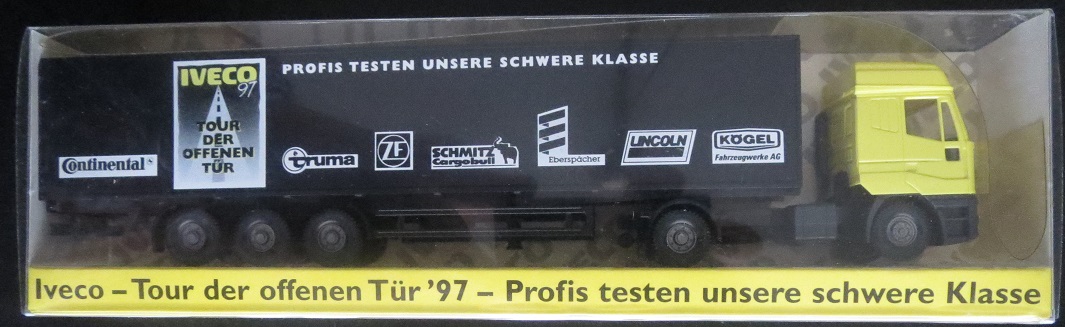 IVECO
97
TOUR
DER
OFFENEN
TÜR
PROFIS TESTEN UNSERE SCHWERE KLASSE
Continental
truma
ZF
SCHMITZ
Cargobull
Eberspächer
LINCOLN
KÖGEL
Fahrzeugwerke AG
Iveco – Tour der offenen Tür '97 – Profis testen unsere schwere Klasse